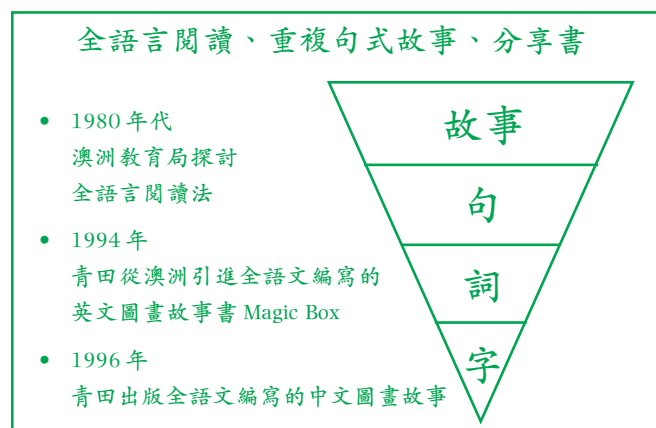 全語言閱讀、重複句式故事、分享書
• 1980 年代
澳洲教育局探討
全語言閱讀法
• 1994 年
青田從澳洲引進全語文編寫的
英文圖畫故事書 Magic Box
• 1996 年
青田出版全語文編寫的中文圖畫故事
故事
句
詞
字